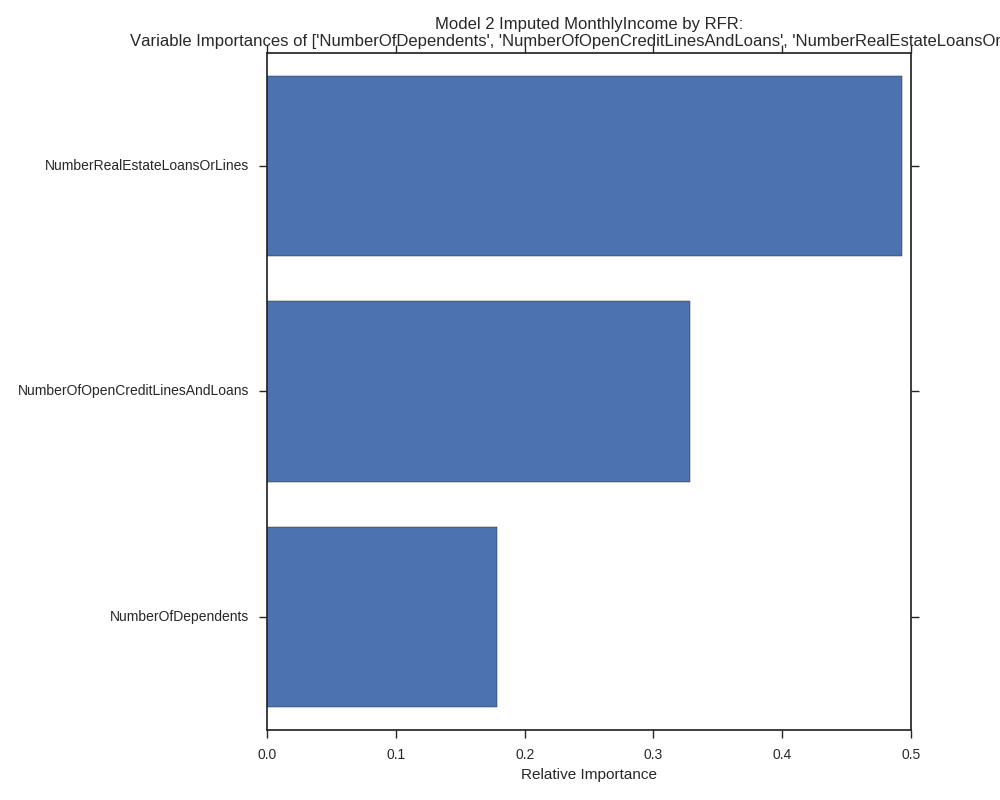 Model 2 Imputed MonthlyIncome by RFR:
Variable Importances of ['NumberOfDependents', 'NumberOfOpenCreditLinesAndLoans', 'NumberRealEstateLoansOr
NumberRealEstateLoansOrLines
NumberOfOpenCreditLinesAndLoans
NumberOfDependents
0.0 0.1 0.2 0.3 0.4 0.5
Relative Importance